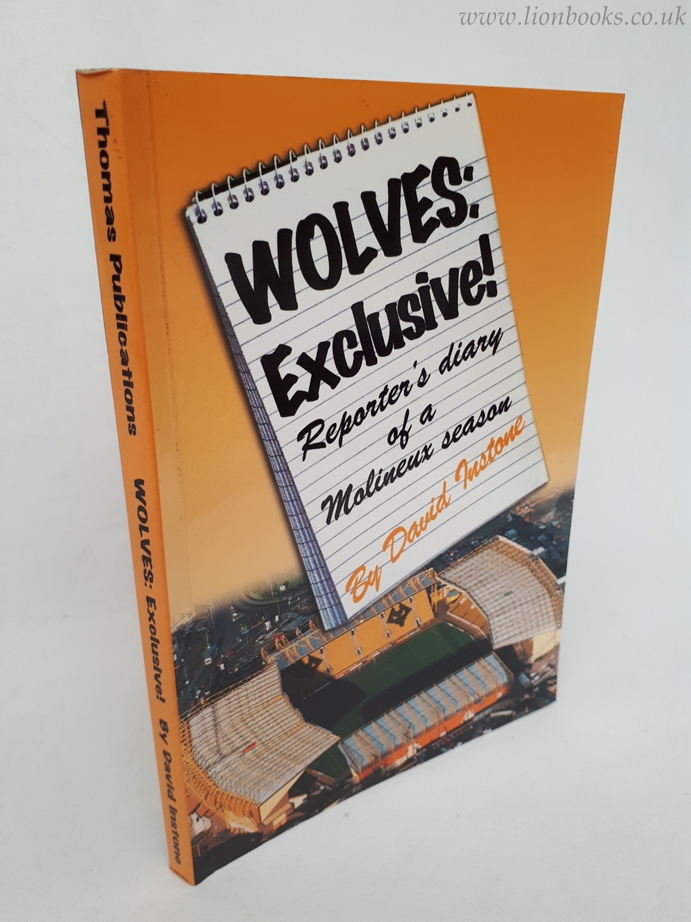 www.lionbooks.co.uk
WOLVES:
Exclusive!
Reporter's diary
of a
Molineux season
By David Instone
Thomas Publications WOLVES: Exclusive! By David Instone